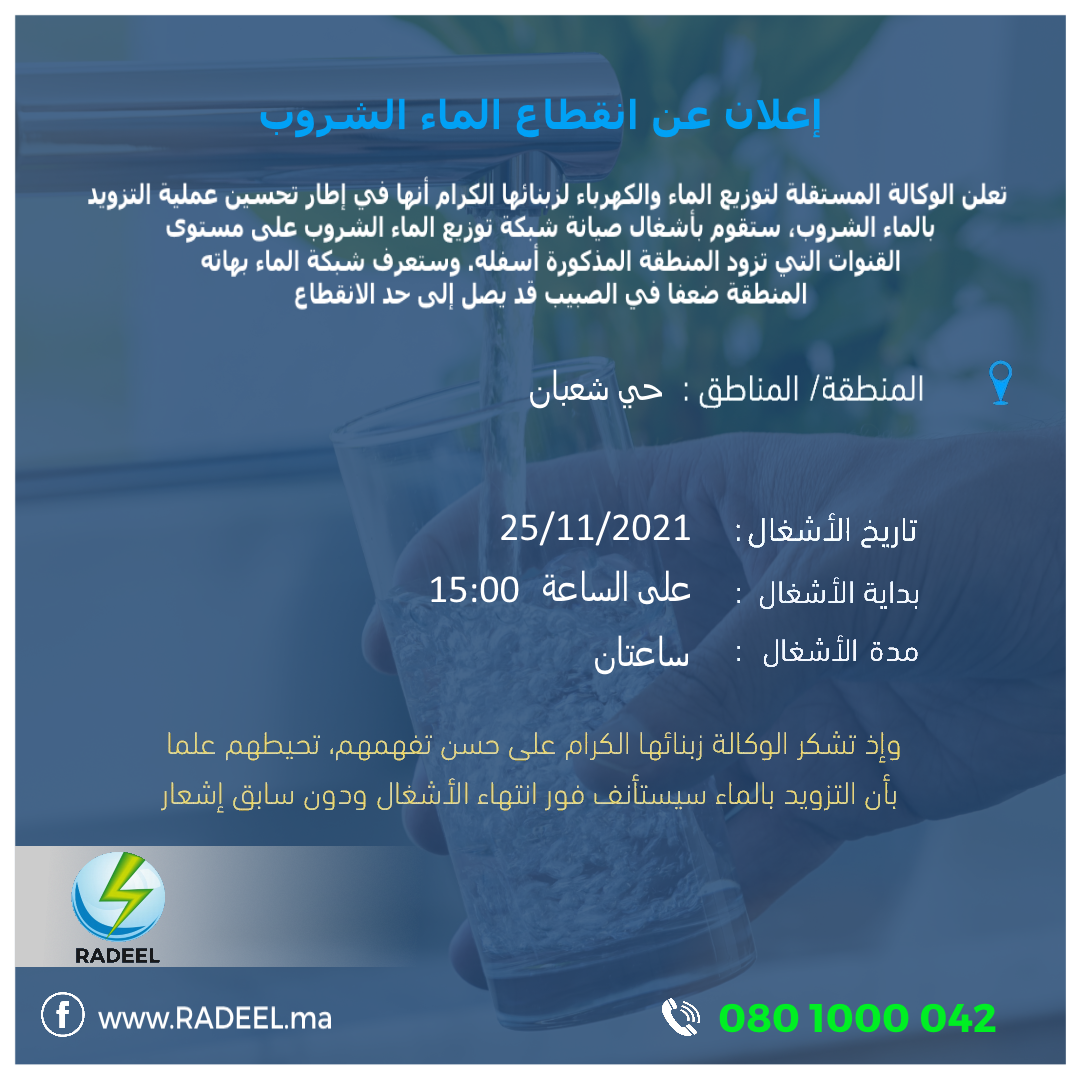 إعلان عن انقطاع الماء الشروب
تعلن الوكالة المستقلة لتوزيع الماء والكهرباء لزبنائها الكرام أنها في إطار تحسين عملية التزويد
بالماء الشروب، ستقوم بأشغال صيانة شبكة توزيع الماء الشروب على مستوى
القنوات التي تزود المنطقة المذكورة أسفله. وستعرف شبكة الماء بهاته
المنطقة ضعفا في الصبيب قد يصل إلى حد الانقطاع
المنطقة/ المناطق : حي شعبان
تاريخ الأشغال : 25/11/2021
بداية الأشغال : على الساعة 15:00
مدة الأشغال : ساعتان
وإذ تشكر الوكالة زبنائها الكرام على حسن تفهمهم، تحيطهم علما
بأن التزويد بالماء سيستأنف فور انتهاء الأشغال ودون سابق إشعار
RADEEL
www.RADEEL.ma
080 1000 042